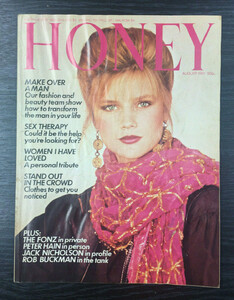 HONEY
MAKE OVER
A MAN
Our fashion and
beauty team show
how to transform
the man in your life
SEX THERAPY
Could it be the help
you're looking for?
WOMEN I HAVE
LOVED
A personal tribute
STAND OUT
IN THE CROWD
Clothes to get you
noticed
PLUS:
THE FONZ in private
PETER HAIN in person
JACK NICHOLSON in profile
ROB BUCKMAN in the tank